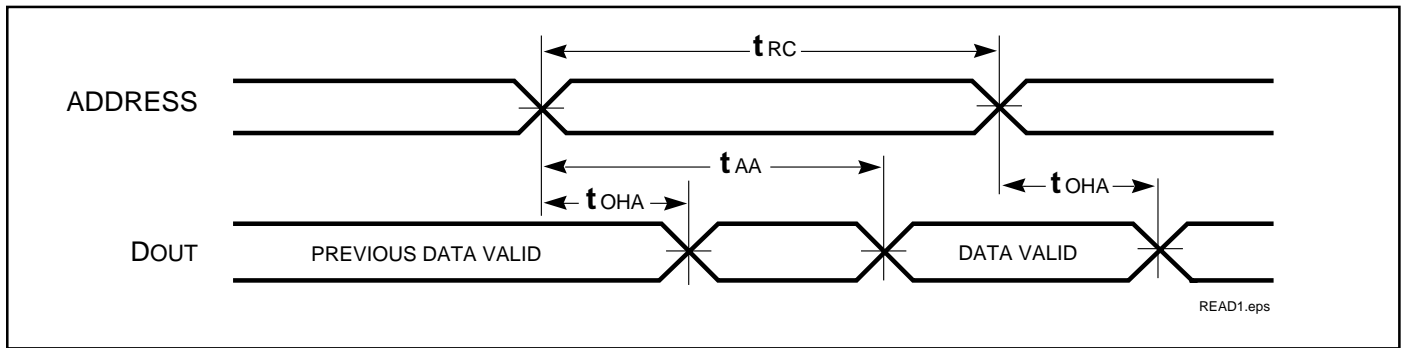 tRC
ADDRESS
tAA
tOHA
tOHA
DOUT
PREVIOUS DATA VALID
DATA VALID
READ1.eps